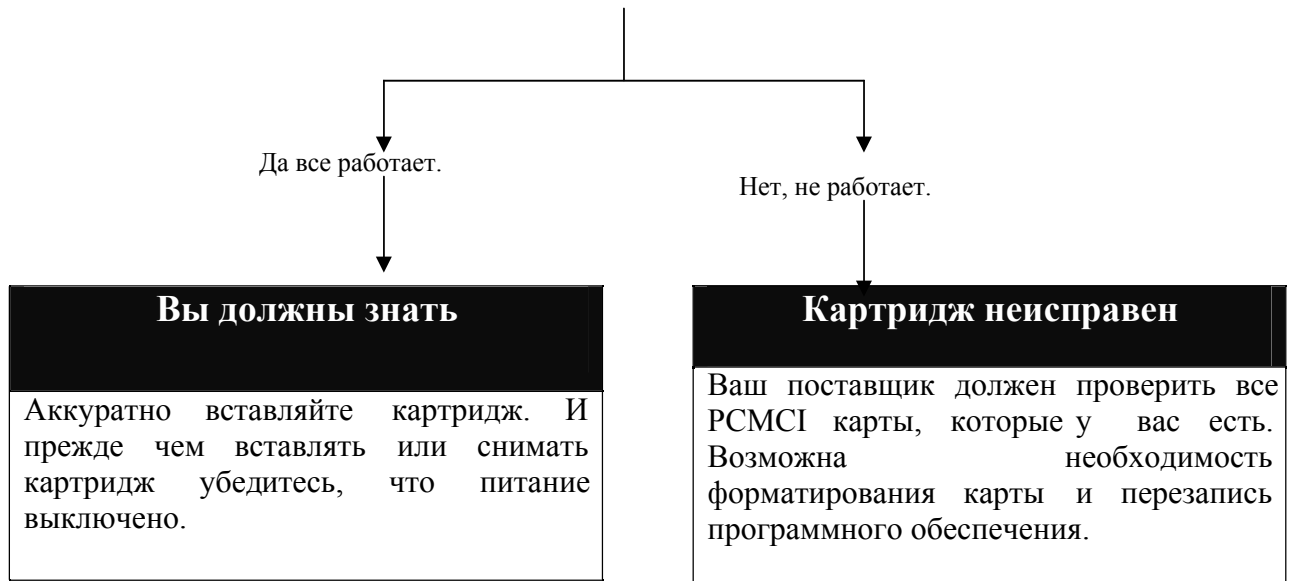 Да все работает.
Нет, не работает.
Вы должны знать
Аккуратно вставляйте картридж. И
прежде чем вставлять или снимать
картридж убедитесь, что питание
выключено.
Картридж неисправен
Ваш поставщик должен проверить все
PCMCI карты, которые у вас есть.
Возможна необходимость
форматирования карты и перезапись
программного обеспечения.